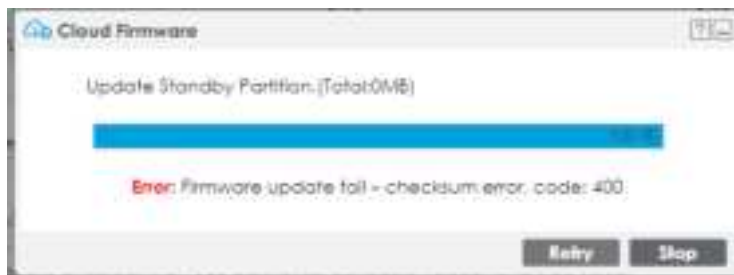 Cloud Firmware
Update Standby Partition. (Total:0MB)
Error: Firmware update fail - checksum error, code: 400
Retry
Stop